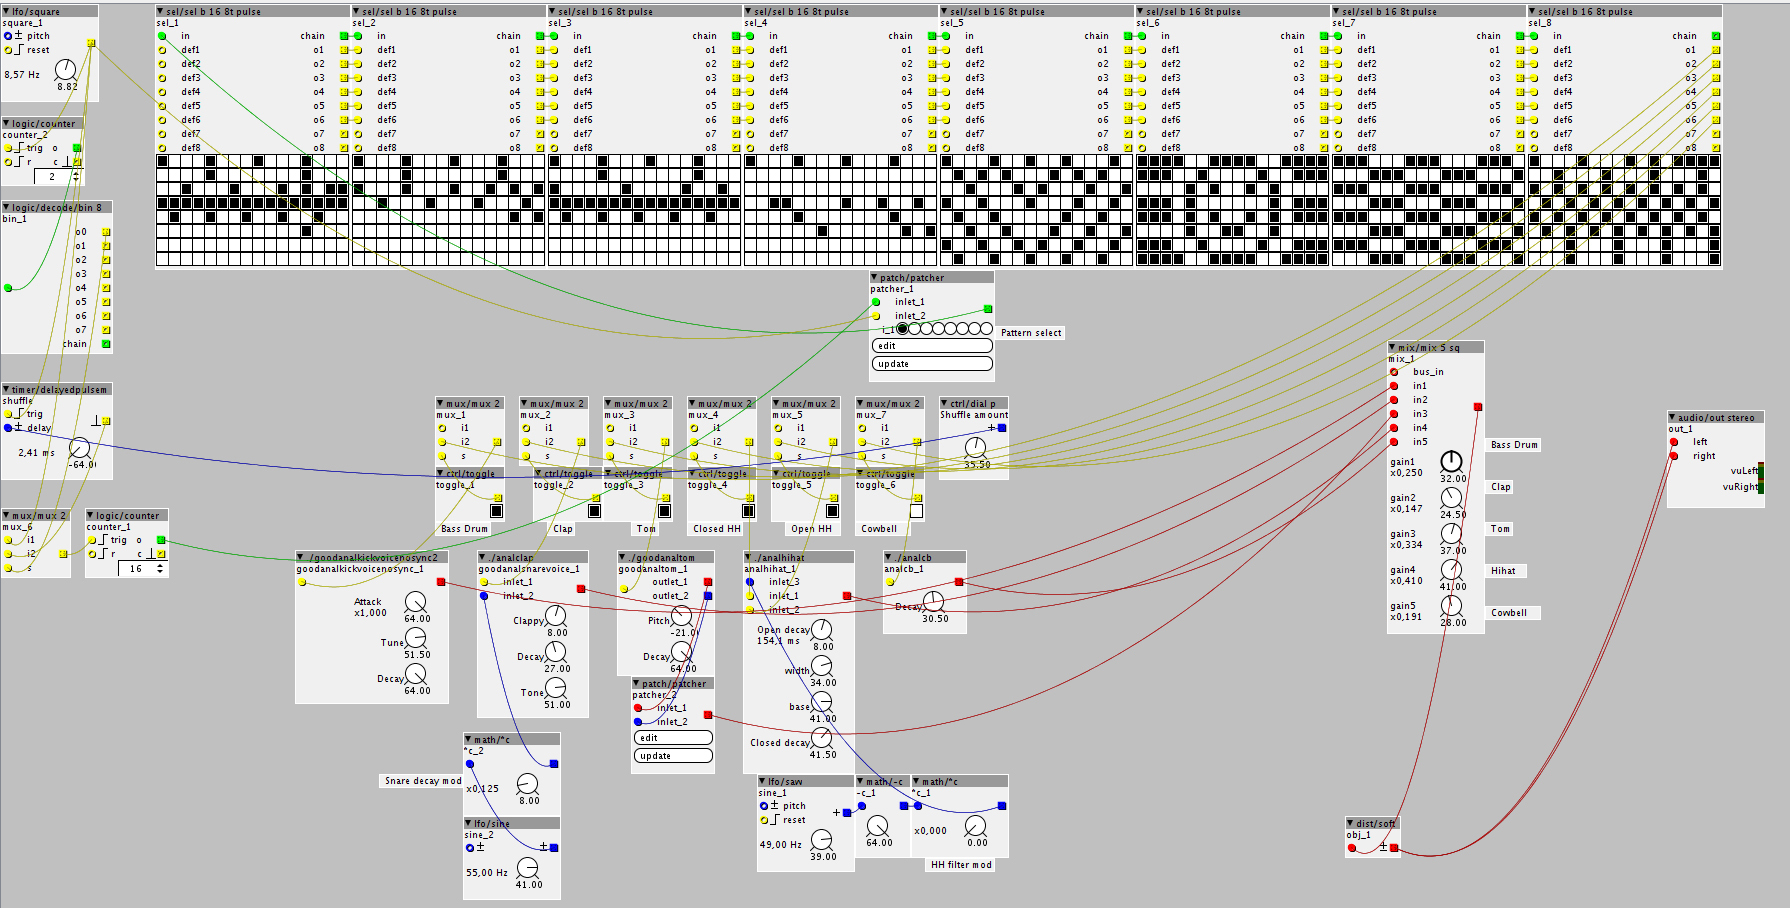 lfo/square
square_1
pitch
reset
8,57 Hz
8.82
logic/counter
counter_2
trig o
r c
2
logic/decode/bin 8
bin_1
o0
o1
o2
o3
o4
o5
o6
o7
chain
timer/delayedpulsem
shuffle
trig
delay
2,41 ms
-64.0
mux/mux 2
mux_6
i1
i2
s
logic/counter
counter_1
trig o
r c
16
sel/sel b 16 8t pulse
sel_1
in chain
def1 o1
def2 o2
def3 o3
def4 o4
def5 o5
def6 o6
def7 o7
def8 o8
sel/sel b 16 8t pulse
sel_2
in chain
def1 o1
def2 o2
def3 o3
def4 o4
def5 o5
def6 o6
def7 o7
def8 o8
sel/sel b 16 8t pulse
sel_3
in chain
def1 o1
def2 o2
def3 o3
def4 o4
def5 o5
def6 o6
def7 o7
def8 o8
sel/sel b 16 8t pulse
sel_4
in chain
def1 o1
def2 o2
def3 o3
def4 o4
def5 o5
def6 o6
def7 o7
def8 o8
sel/sel b 16 8t pulse
sel_5
in chain
def1 o1
def2 o2
def3 o3
def4 o4
def5 o5
def6 o6
def7 o7
def8 o8
sel/sel b 16 8t pulse
sel_6
in chain
def1 o1
def2 o2
def3 o3
def4 o4
def5 o5
def6 o6
def7 o7
def8 o8
sel/sel b 16 8t pulse
sel_7
in chain
def1 o1
def2 o2
def3 o3
def4 o4
def5 o5
def6 o6
def7 o7
def8 o8
sel/sel b 16 8t pulse
sel_8
in chain
def1 o1
def2 o2
def3 o3
def4 o4
def5 o5
def6 o6
def7 o7
def8 o8
patch/patcher
patcher_1
inlet_1
inlet_2
i_1
edit
update
Pattern select
mux/mux 2
mux_1
i1
i2
s
mux/mux 2
mux_2
i1
i2
s
mux/mux 2
mux_3
i1
i2
s
mux/mux 2
mux_4
i1
i2
s
mux/mux 2
mux_5
i1
i2
s
mux/mux 2
mux_7
i1
i2
s
ctrl/dial p
Shuffle amount
35.50
ctrl/toggle
toggle_1
Bass Drum
ctrl/toggle
toggle_2
Clap
ctrl/toggle
toggle_3
Tom
ctrl/toggle
toggle_4
Closed HH
ctrl/toggle
toggle_5
Open HH
ctrl/toggle
toggle_6
Cowbell
./goodanalkickvoicenosync2
goodanalkickvoicenosync_1
Attack
x1,000
64.00
Tune
51.50
Decay
64.00
./analclap
goodanalsnarevoice_1
inlet_1
inlet_2
Clappy
8.00
Decay
27.00
Tone
51.00
./goodanaltom
goodanaltom_1
outlet_1
outlet_2
Pitch
-21.0
Decay
64.00
patch/patcher
patcher_2
inlet_1
inlet_2
edit
update
./analhihat
analhihat_1
inlet_3
inlet_1
inlet_2
Open decay
154,1 ms
8.00
width
34.00
base
41.00
Closed decay
41.50
./analcb
analcb_1
Decay
30.50
math/*c
*c_2
x0,125
8.00
Snare decay mod
lfo/sine
sine_2
55,00 Hz
41.00
lfo/saw
sine_1
pitch
reset
49,00 Hz
39.00
math/-c
-c_1
64.00
math/*c
*c_1
x0,000
0.00
HH filter mod
mix/mix 5 sq
mix_1
bus_in
in1
in2
in3
in4
in5
gain1
x0,250
32.00
gain2
x0,147
24.50
gain3
x0,334
37.00
gain4
x0,410
41.00
gain5
x0,191
28.00
Bass Drum
Clap
Tom
Hihat
Cowbell
dist/soft
obj_1
audio/out stereo
out_1
left
right
vuLeft
vuRight